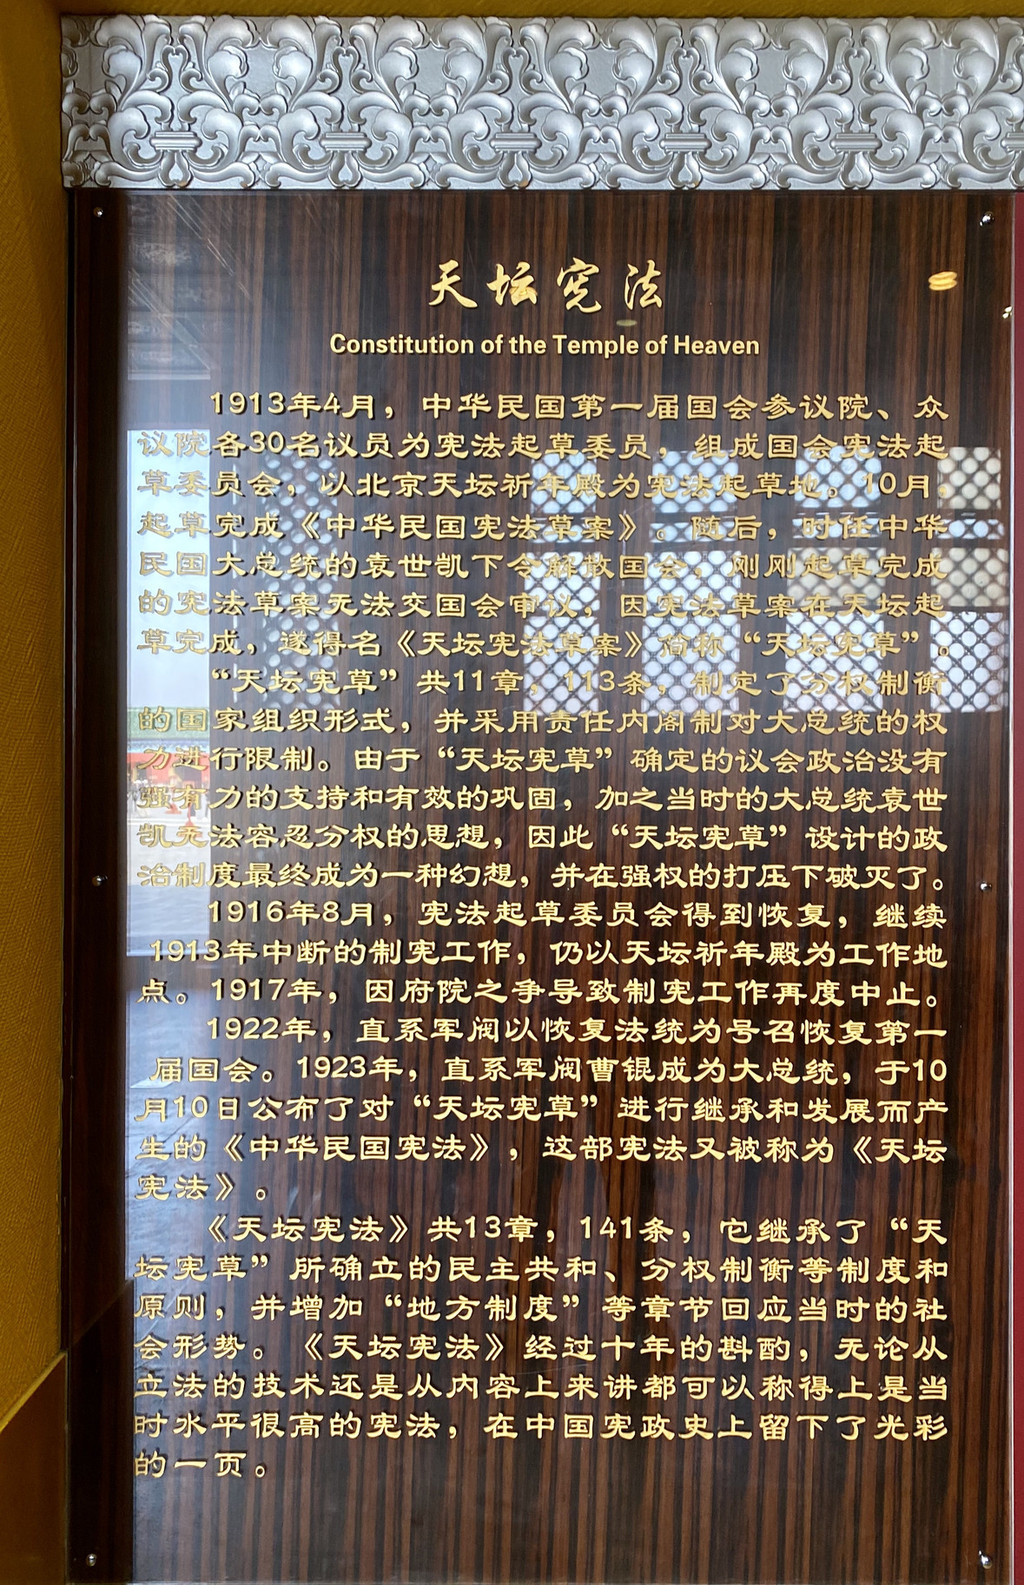 天坛宪法
Constitution of the Temple of Heaven
1913年4月，中华民国第一届国会参议院、众
议院各30名议员为宪法起草委员，组成国会宪法起
草委员会，以北京天坛祈年殿为宪法起草地。10月，
起草完成《中华民国宪法草案》。随后，时任中华
民国大总统的袁世凯下令解散国会，刚刚起草完成
的宪法草案无法交国会审议，因宪法草案在天坛起
草完成，遂得名《天坛宪法草案》简称“天坛宪草”。
“天坛宪草”共11章，113条，制定了分权制衡
的国家组织形式，并采用责任内阁制对大总统的权
力进行限制。由于“天坛宪草”确定的议会政治没有
强有力的支持和有效的巩固，加之当时的大总统袁世
凯无法容忍分权的思想，因此“天坛宪草”设计的政
治制度最终成为一种幻想，并在强权的打压下破灭了。
1916年8月，宪法起草委员会得到恢复，继续
1913年中断的制宪工作，仍以天坛祈年殿为工作地
点。1917年，因府院之争导致制宪工作再度中止。
1922年，直系军阀以恢复法统为号召恢复第一
届国会。1923年，直系军阀曹锟成为大总统，于10
月10日公布了对“天坛宪草”进行继承和发展而产
生的《中华民国宪法》，这部宪法又被称为《天坛
宪法》。
《天坛宪法》共13章，141条，它继承了“天
坛宪草”所确立的民主共和、分权制衡等制度和
原则，并增加“地方制度”等章节回应当时的社
会形势。《天坛宪法》经过十年的斟酌，无论从
立法的技术还是从内容上来讲都可以称得上是当
时水平很高的宪法，在中国宪政史上留下了光彩
的一页。